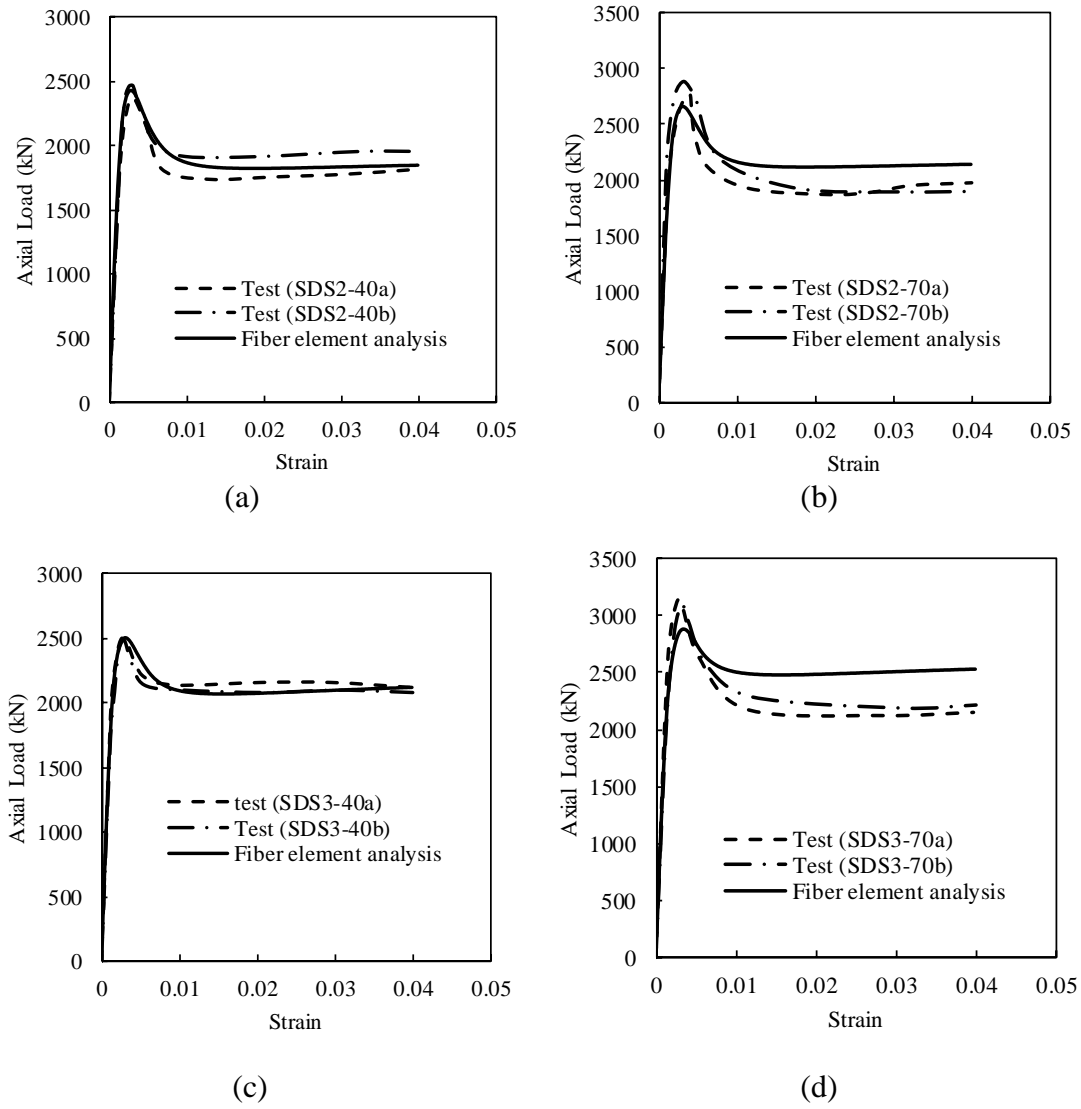 3000
2500
2000
1500
1000
500
0
Axial Load (kN)
Test (SDS2-40a)
Test (SDS2-40b)
Fiber element analysis
0 0.01 0.02 0.03 0.04 0.05
Strain
(a)
3500
3000
2500
2000
1500
1000
500
0
Axial Load (kN)
Test (SDS2-70a)
Test (SDS2-70b)
Fiber element analysis
0 0.01 0.02 0.03 0.04 0.05
Strain
(b)
3000
2500
2000
1500
1000
500
0
Axial Load (kN)
test (SDS3-40a)
Test (SDS3-40b)
Fiber element analysis
0 0.01 0.02 0.03 0.04 0.05
Strain
(c)
3500
3000
2500
2000
1500
1000
500
0
Axial Load (kN)
Test (SDS3-70a)
Test (SDS3-70b)
Fiber element analysis
0 0.01 0.02 0.03 0.04 0.05
Strain
(d)